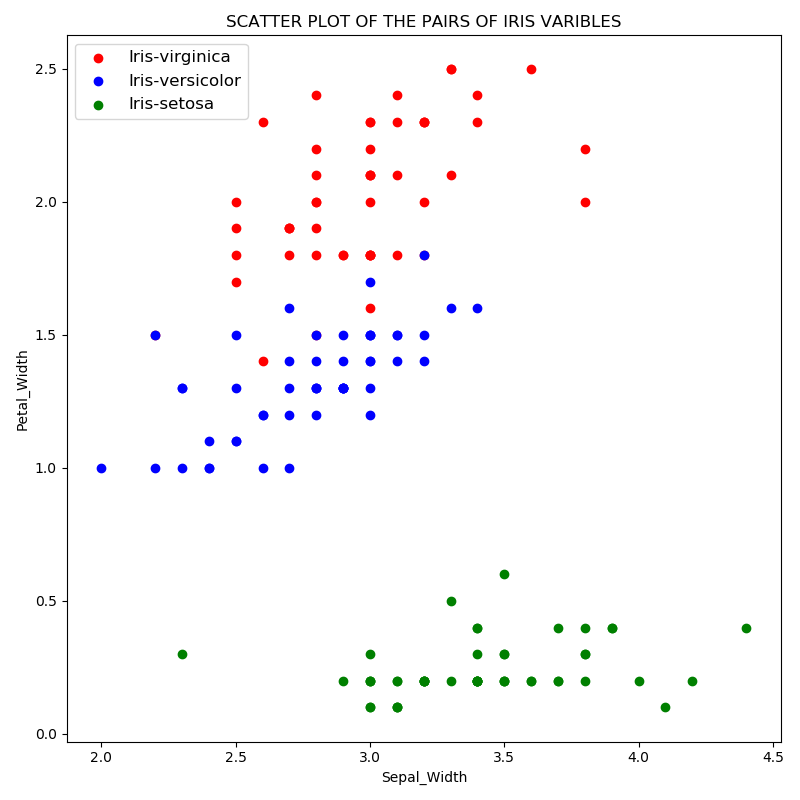 SCATTER PLOT OF THE PAIRS OF IRIS VARIBLES
Iris-virginica
Iris-versicolor
Iris-setosa
2.5
2.0
1.5
1.0
0.5
0.0
Petal_Width
2.0 2.5 3.0 3.5 4.0 4.5
Sepal_Width